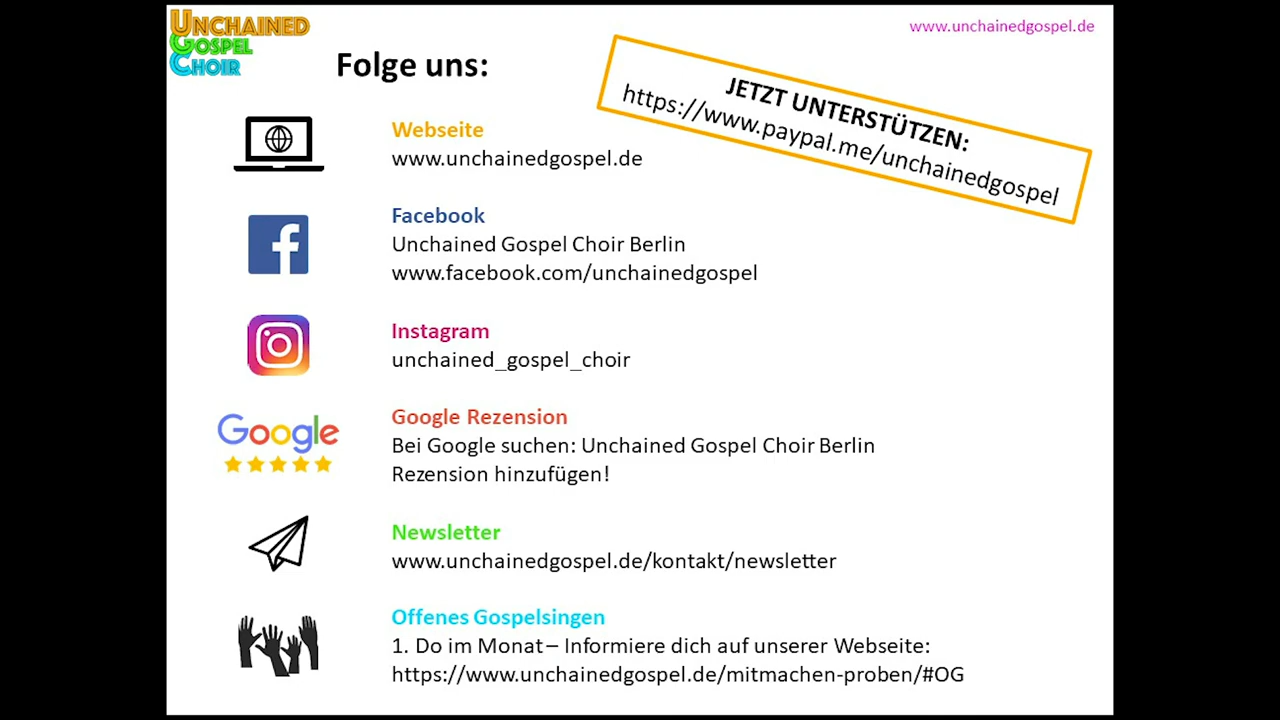 UNCHAINED
GOSPEL
CHOIR
www.unchainedgospel.de
Folge uns:
JETZT UNTERSTÜTZEN:
https://www.paypal.me/unchainedgospel
Webseite
www.unchainedgospel.de
Facebook
Unchained Gospel Choir Berlin
www.facebook.com/unchainedgospel
Instagram
unchained_gospel_choir
Google
Google Rezension
Bei Google suchen: Unchained Gospel Choir Berlin
Rezension hinzufügen!
Newsletter
www.unchainedgospel.de/kontakt/newsletter
Offenes Gospelsingen
1. Do im Monat – Informiere dich auf unserer Webseite:
https://www.unchainedgospel.de/mitmachen-proben/#OG